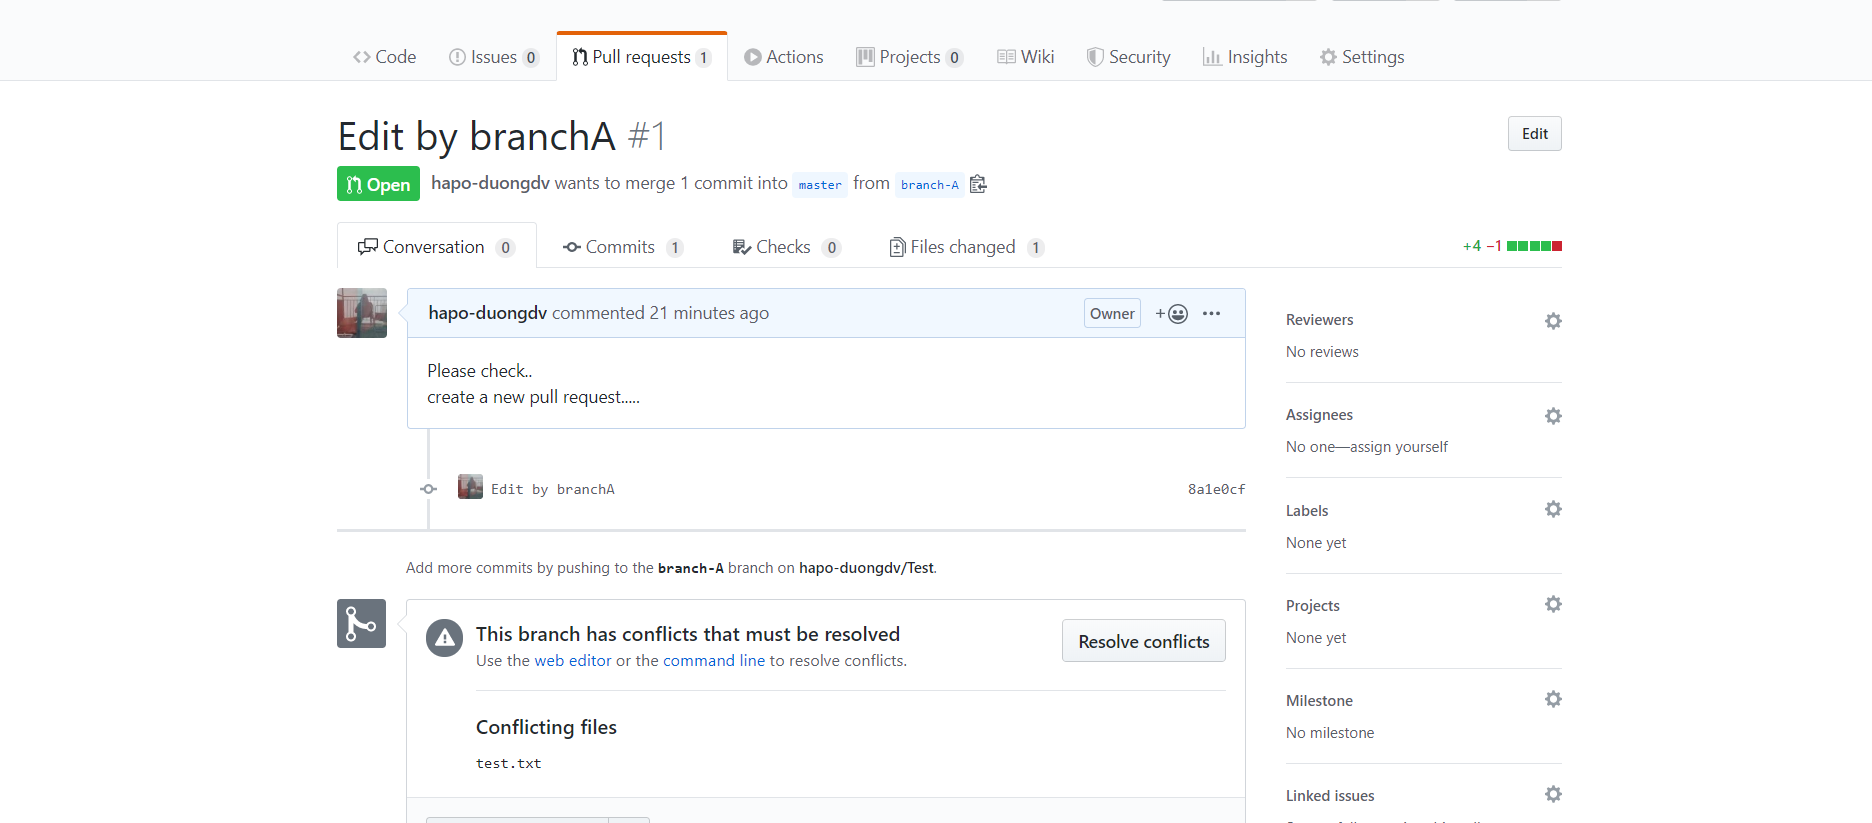 Code Issues 0 Pull requests 1 Actions Projects 0 Wiki Security Insights Settings
Edit by branchA #1
Edit
Open hapo-duongdv wants to merge 1 commit into master from branch-A
Conversation 0 Commits 1 Checks 0 Files changed 1 +4 −1
hapo-duongdv commented 21 minutes ago Owner
Please check..
create a new pull request.....
Edit by branchA 8a1e0cf
Add more commits by pushing to the branch-A branch on hapo-duongdv/Test.
This branch has conflicts that must be resolved
Use the web editor or the command line to resolve conflicts.
Resolve conflicts
Conflicting files
test.txt
Reviewers
No reviews
Assignees
No one—assign yourself
Labels
None yet
Projects
None yet
Milestone
No milestone
Linked issues